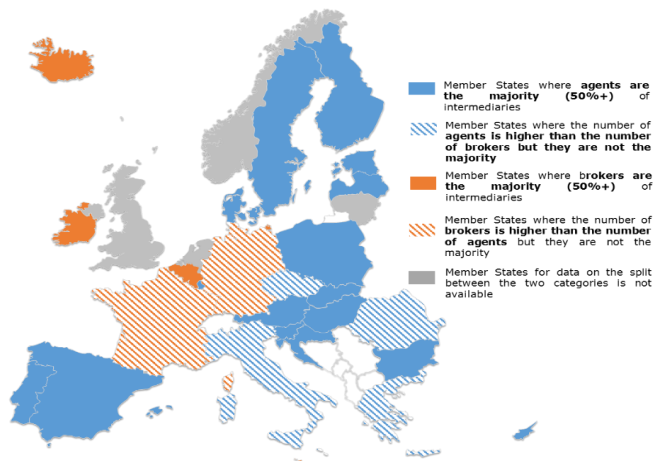 Member States where agents are
the majority (50%+) of
intermediaries
Member States where the number of
agents is higher than the number
of brokers but they are not the
majority
Member States where brokers are
the majority (50%+) of
intermediaries
Member States where the number of
brokers is higher than the number
of agents but they are not the
majority
Member States for data on the split
between the two categories is not
available